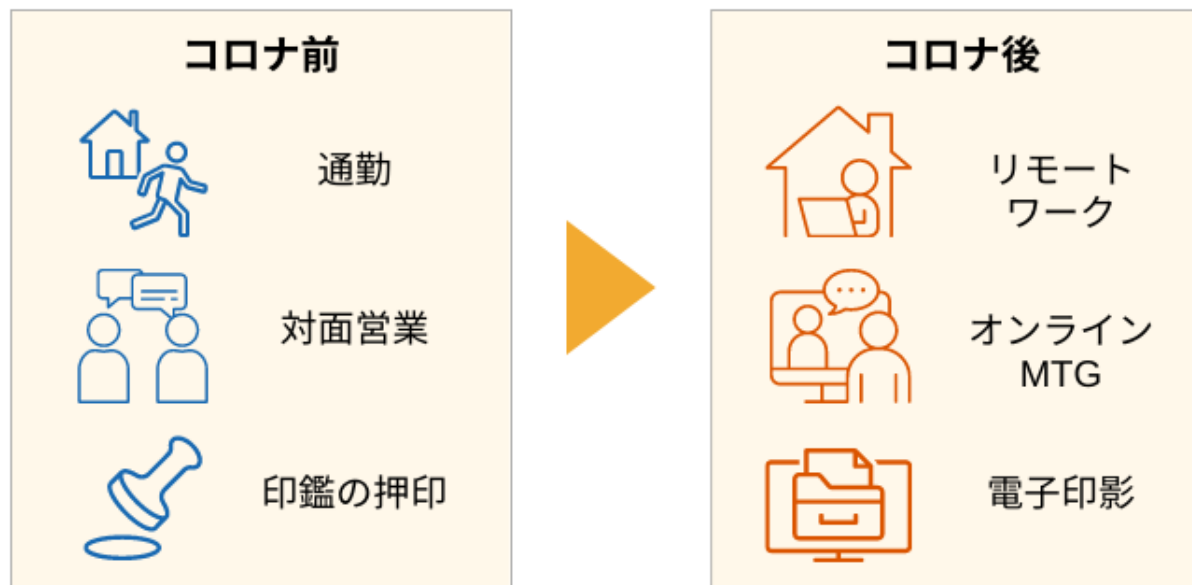 コロナ前
通勤
対面営業
印鑑の押印
コロナ後
リモート
ワーク
オンライン
MTG
電子印影